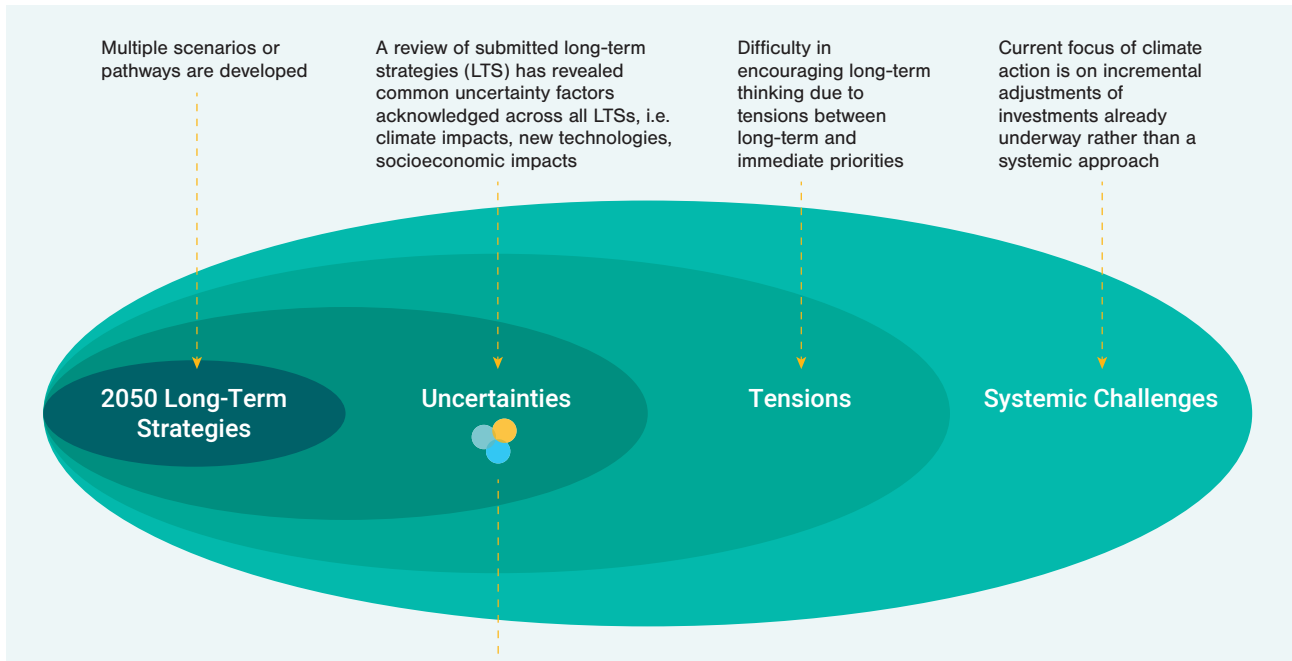 Multiple scenarios or
pathways are developed
A review of submitted long-term
strategies (LTS) has revealed
common uncertainty factors
acknowledged across all LTSs, i.e.
climate impacts, new technologies,
socioeconomic impacts
Difficulty in
encouraging long-term
thinking due to
tensions between
long-term and
immediate priorities
Current focus of climate
action is on incremental
adjustments of
investments already
underway rather than a
systemic approach
2050 Long-Term
Strategies
Uncertainties
Tensions
Systemic Challenges